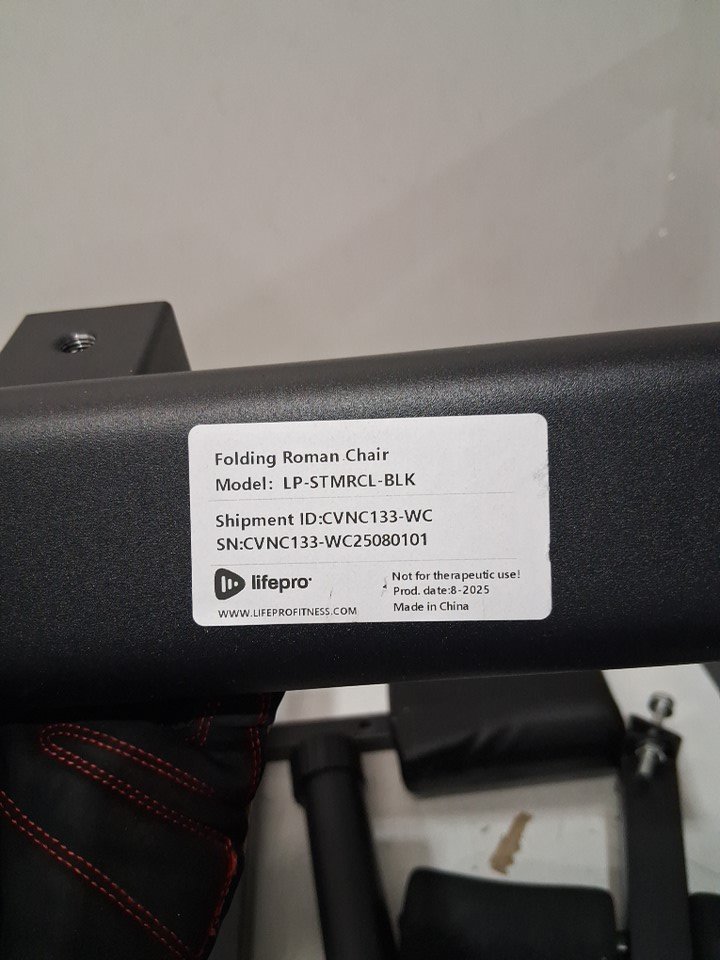 Folding Roman Chair
Model: LP-STMRCL-BLK
Shipment ID:CVNC133-WC
SN:CVNC133-WC25080101
lifepro
WWW.LIFEPROFITNESS.COM
Not for therapeutic use!
Prod. date:8-2025
Made in China